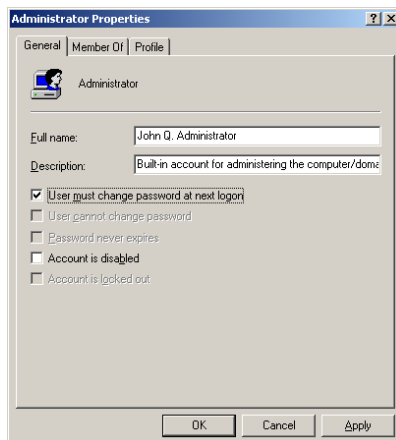 Administrator Properties
General Member Of Profile
Administrator
Full name: John Q. Administrator
Description: Built-in account for administering the computer/doma
User must change password at next logon
User cannot change password
Password never expires
Account is disabled
Account is locked out
OK Cancel Apply